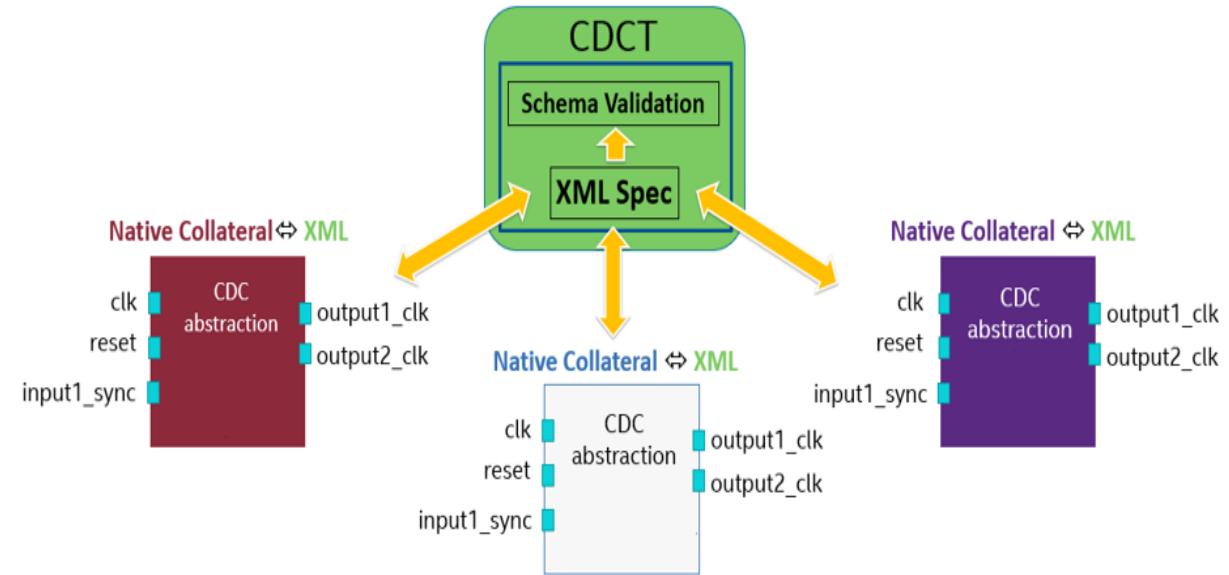 CDCT
Schema Validation
XML Spec
Native Collateral ⇔ XML
CDC
abstraction
clk
reset
input1_sync
output1_clk
output2_clk
Native Collateral ⇔ XML
CDC
abstraction
clk
reset
input1_sync
output1_clk
output2_clk
Native Collateral ⇔ XML
CDC
abstraction
clk
reset
input1_sync
output1_clk
output2_clk